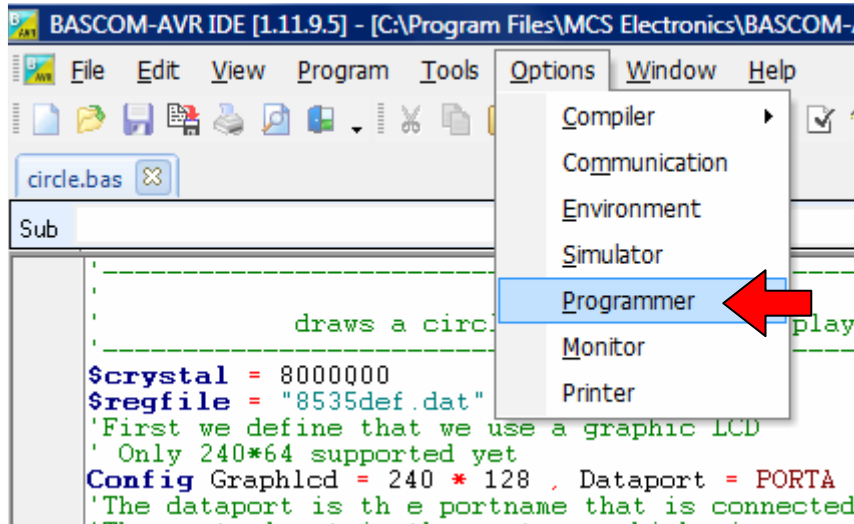 BASCOM-AVR IDE [1.11.9.5] - [C:\Program Files\MCS Electronics\BASCOM-
File Edit View Program Tools Options Window Help
Compiler
Communication
Environment
Simulator
Programmer
Monitor
Printer
circle.bas
Sub
'
' draws a circ play
$crystal = 8000000
$regfile = "8535def.dat"
'First we define that we use a graphic LCD
' Only 240*64 supported yet
Config Graphlcd = 240 * 128 , Dataport = PORTA
'The dataport is th e portname that is connected